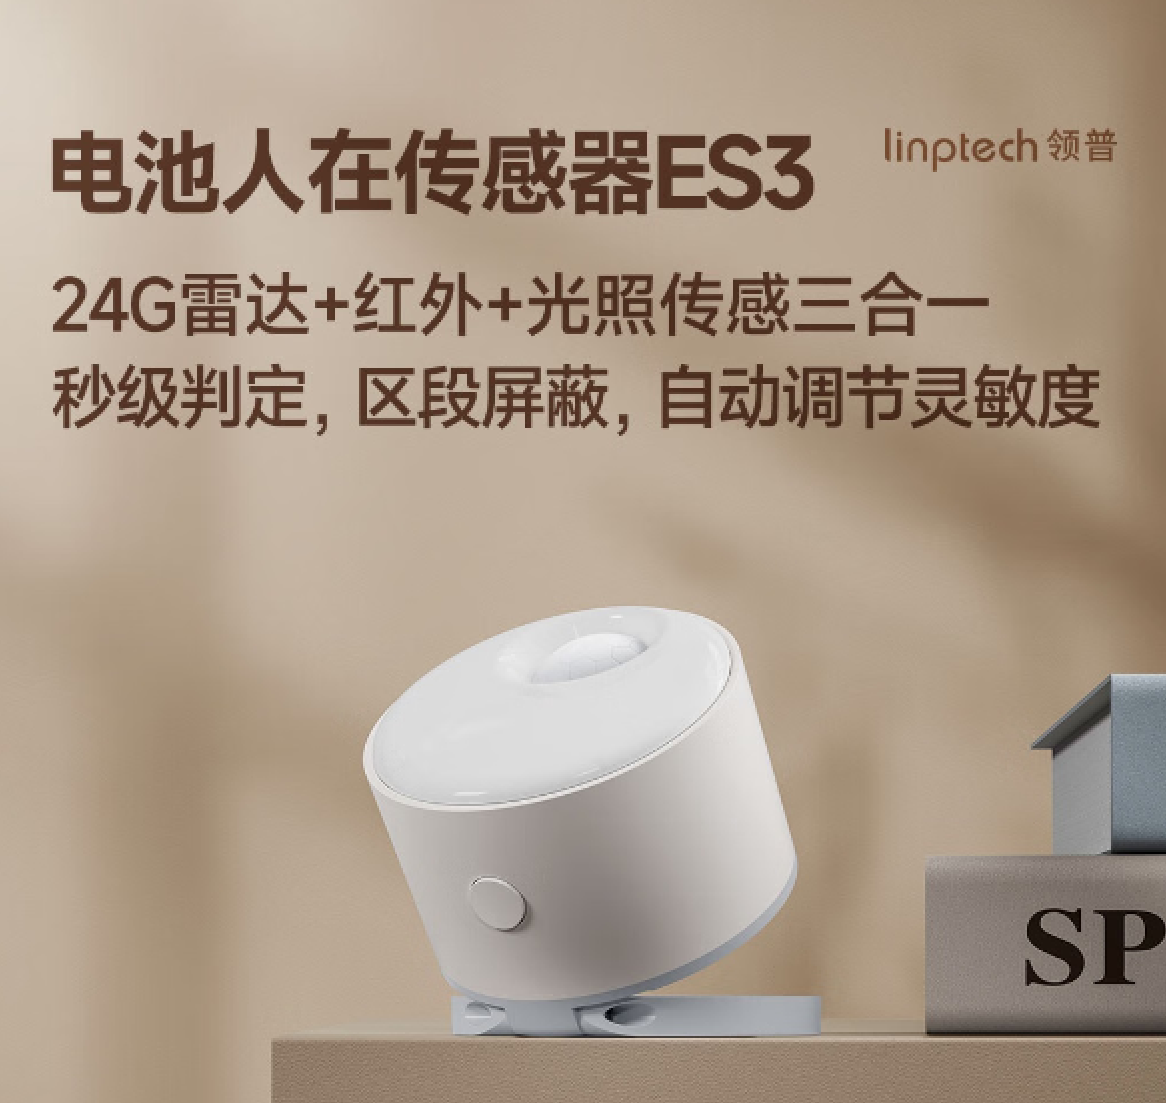 电池人在传感器ES3
linptech 领普
24G雷达+红外+光照传感三合一
秒级判定, 区段屏蔽, 自动调节灵敏度
SP